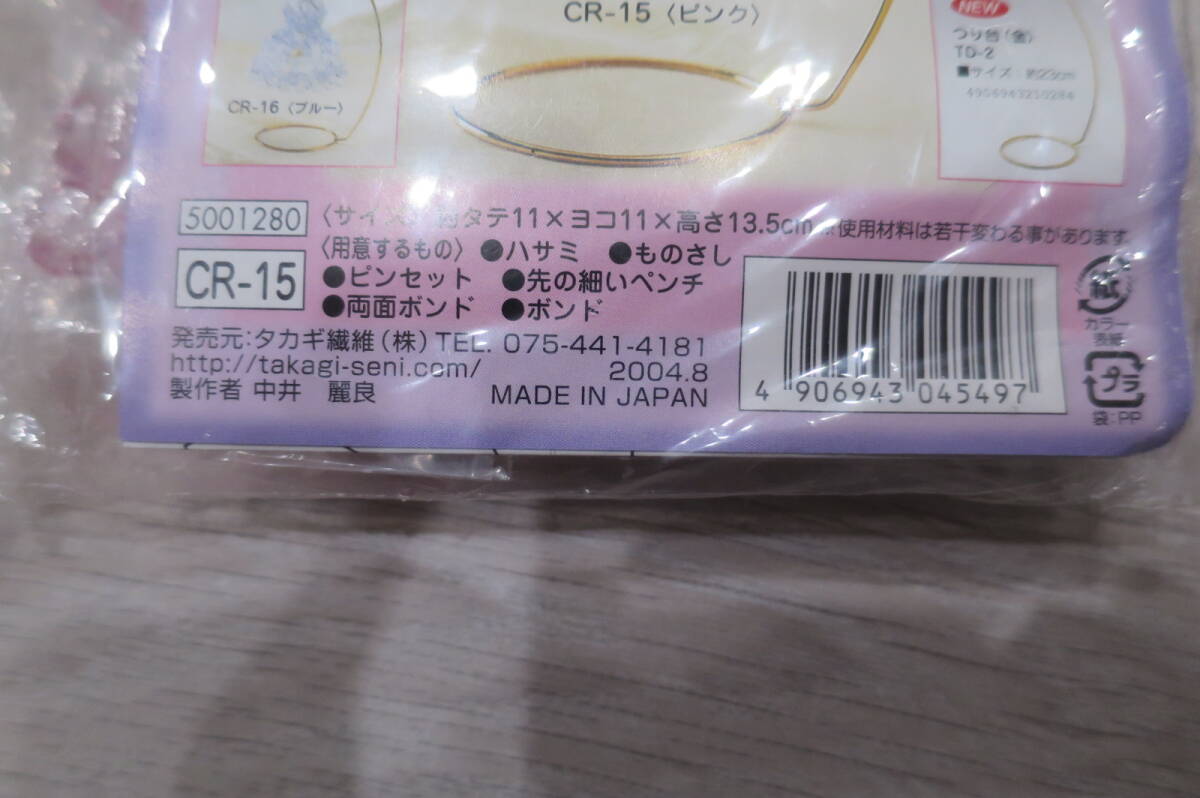 CR-15〈ピンク〉
CR-16〈ブルー〉
NEW
つり台(金)
TD-2
■サイズ:約23cm
4906943210284
5001280
〈サイズ〉約タテ11×ヨコ11×高さ13.5cm ※使用材料は若干変わる事があります。
CR-15
〈用意するもの〉●ハサミ ●ものさし
●ピンセット ●先の細いペンチ
●両面ボンド ●ボンド
発売元:タカギ繊維(株)TEL. 075-441-4181
http://takagi-seni.com/ 2004.8
製作者 中井 麗良 MADE IN JAPAN
4 906943 045497
紙
カラー
表紙
プラ
袋:PP